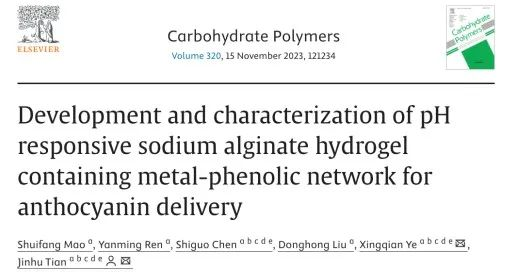 Carbohydrate Polymers
Volume 320, 15 November 2023, 121234
ELSEVIER
Carbohydrate
Polymers
Development and characterization of pH
responsive sodium alginate hydrogel
containing metal-phenolic network for
anthocyanin delivery
Shuifang Mao a, Yanming Ren a, Shiguo Chen a b c d e, Donghong Liu a, Xingqian Ye a b c d e,
Jinhu Tian a b c d e